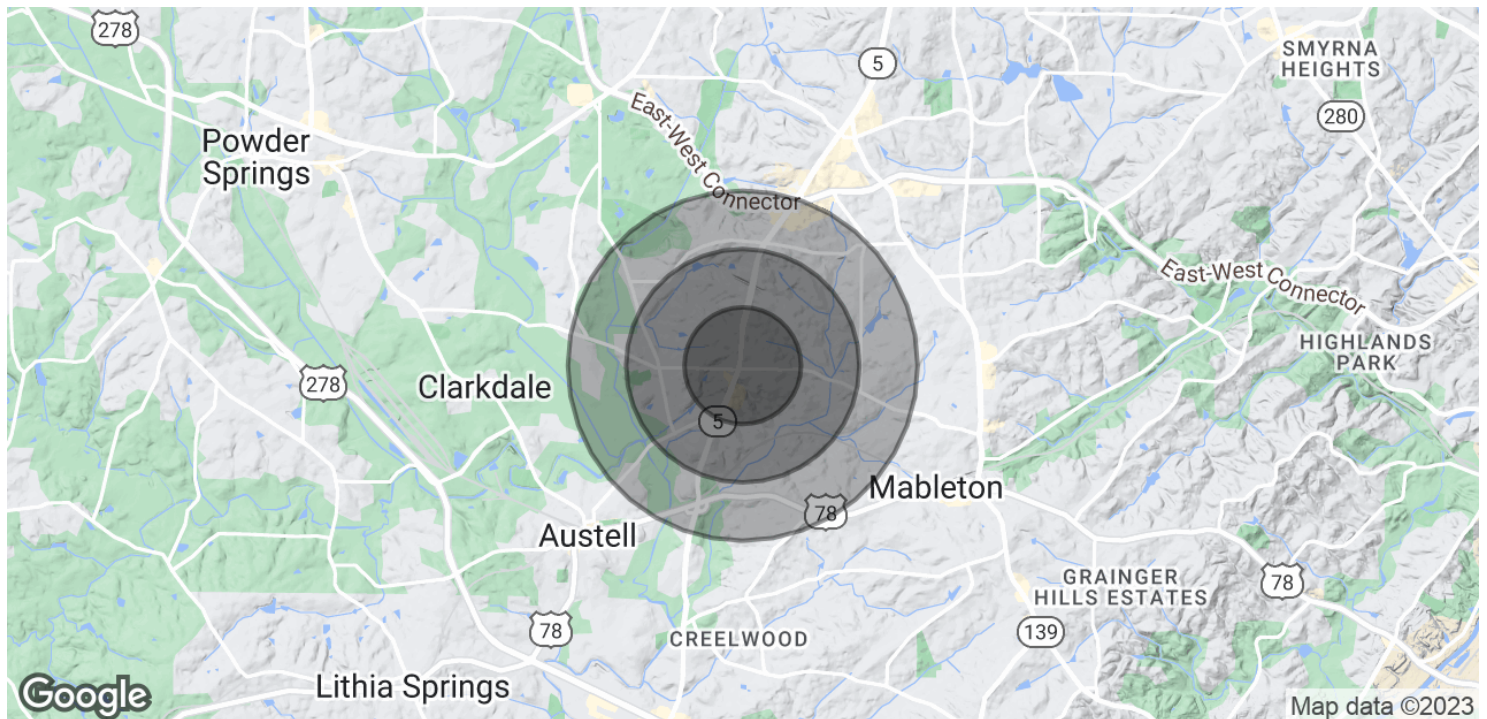 278
5
SMYRNA
HEIGHTS
280
East-West Connector
Powder
Springs
East-West Connector
HIGHLANDS
PARK
278
Clarkdale
5
Mableton
78
Austell
GRAINGER
HILLS ESTATES
78
78
CREELWOOD
139
Lithia Springs
Google
Map data ©2023